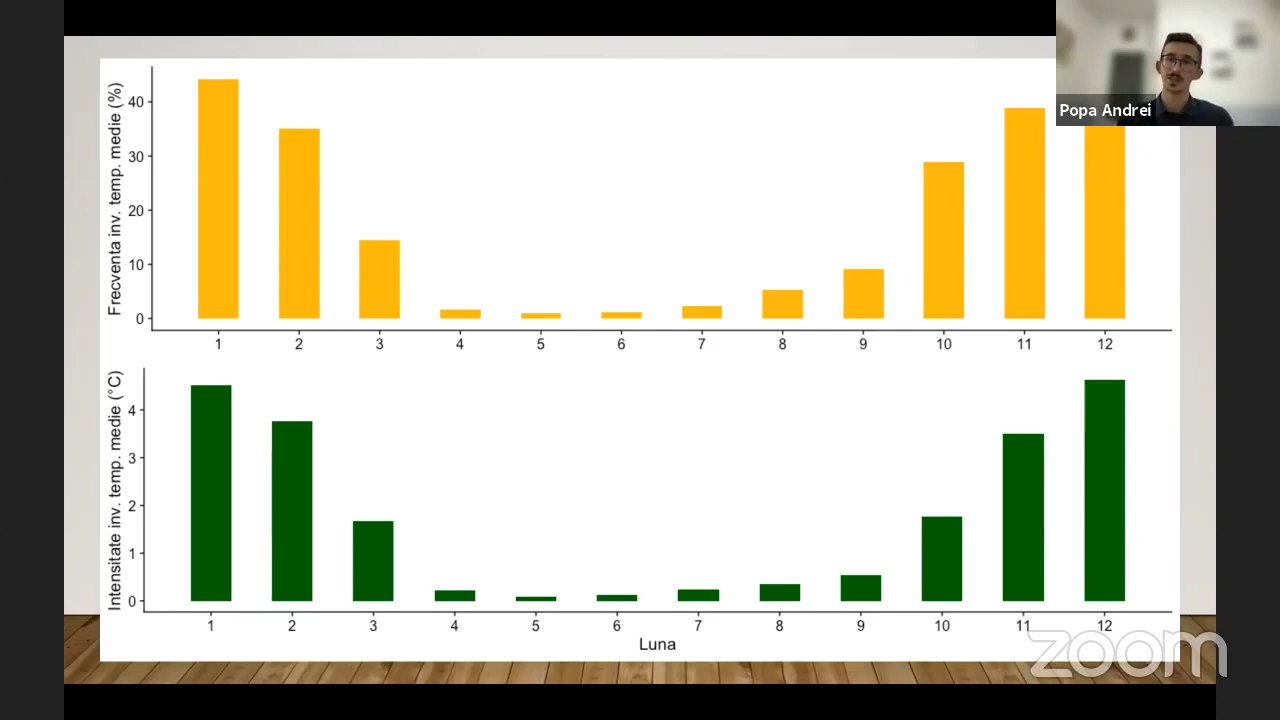 Popa Andrei
Frecventa inv. temp. medie (%)
40
30
20
10
0
1 2 3 4 5 6 7 8 9 10 11 12
Intensitate inv. temp. medie (°C)
4
3
2
1
0
1 2 3 4 5 6 7 8 9 10 11 12
Luna
zoom